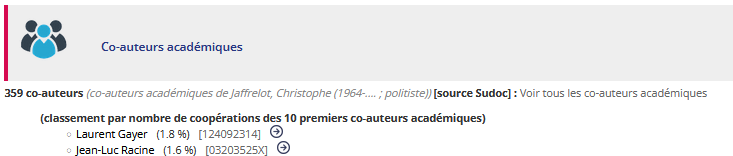 Co-auteurs académiques
359 co-auteurs (co-auteurs académiques de Jaffrelot, Christophe (1964-.... ; politiste)) [source Sudoc] : Voir tous les co-auteurs académiques
(classement par nombre de coopérations des 10 premiers co-auteurs académiques)
Laurent Gayer (1.8 %) [124092314]
Jean-Luc Racine (1.6 %) [03203525X]